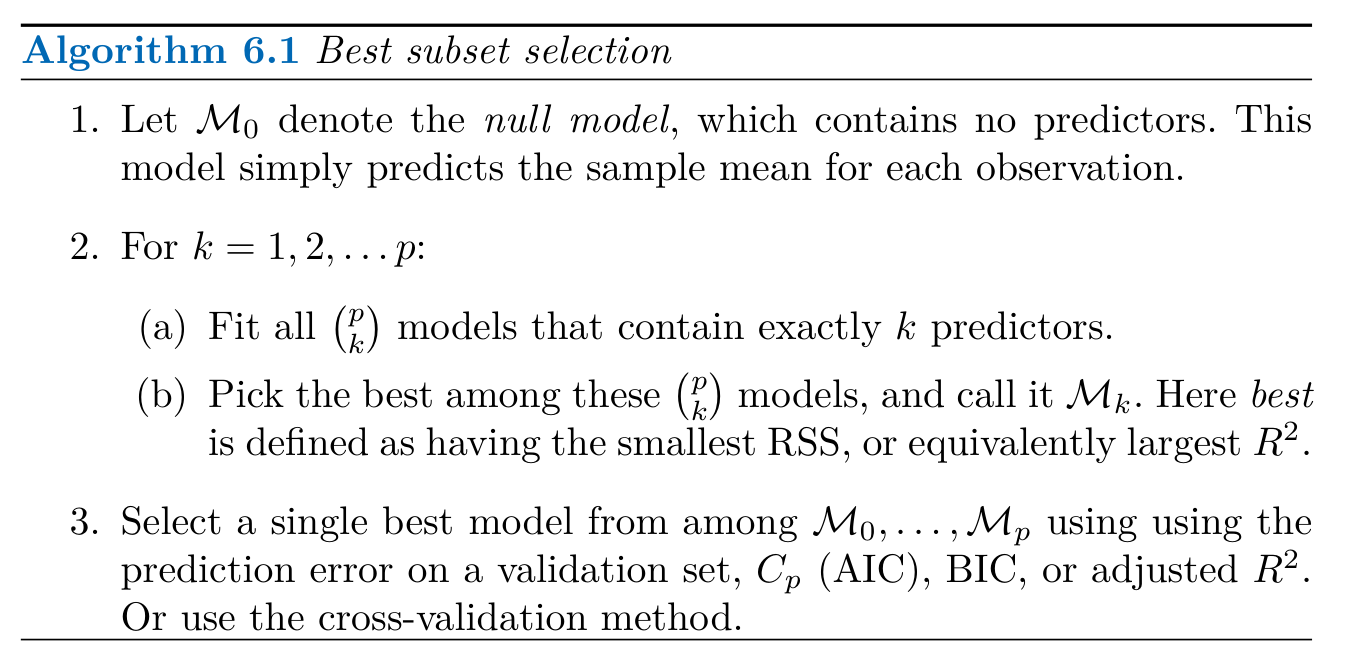 Algorithm 6.1 Best subset selection
1. Let ℳ₀ denote the null model, which contains no predictors. This
model simply predicts the sample mean for each observation.
2. For k = 1, 2, . . . p:
(a) Fit all (p k) models that contain exactly k predictors.
(b) Pick the best among these (p k) models, and call it ℳₖ. Here best
is defined as having the smallest RSS, or equivalently largest R².
3. Select a single best model from among ℳ₀, . . . , ℳₚ using using the
prediction error on a validation set, Cₚ (AIC), BIC, or adjusted R².
Or use the cross-validation method.